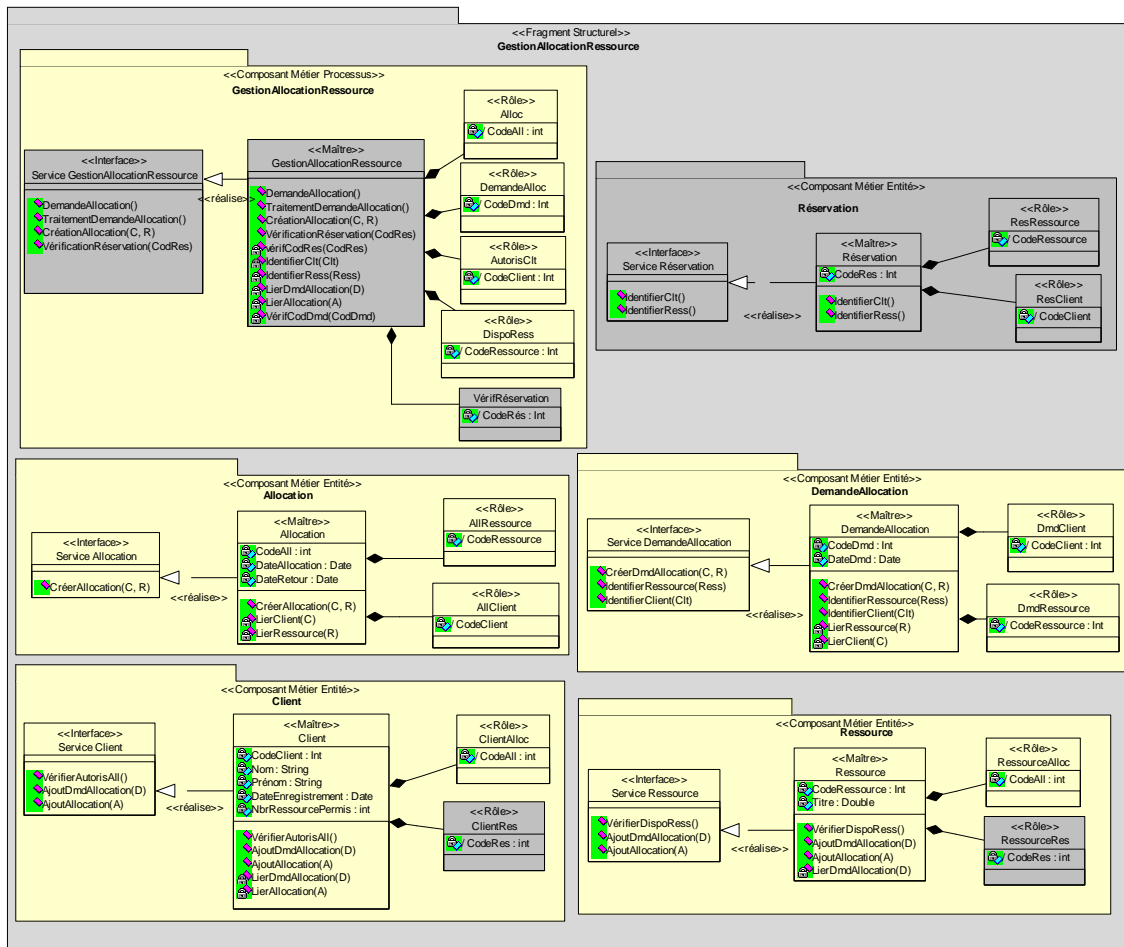 <<Fragment Structurel>>
GestionAllocationRessource
<<Composant Métier Processus>>
GestionAllocationRessource
<<Interface>>
Service GestionAllocationRessource
DemandeAllocation()
TraitementDemandeAllocation()
CréationAllocation(C, R)
VérificationRéservation(CodRes)
<<réalise>>
<<Maître>>
GestionAllocationRessource
DemandeAllocation()
TraitementDemandeAllocation()
CréationAllocation(C, R)
VérificationRéservation(CodRes)
vérifCodRes(CodRes)
IdentifierClt(Clt)
IdentifierRess(Ress)
LierDmdAllocation(D)
LierAllocation(A)
VérifCodDmd(CodDmd)
<<Rôle>>
Alloc
/ CodeAll : int
<<Rôle>>
DemandeAlloc
/ CodeDmd : Int
<<Rôle>>
AutorisClt
/ CodeClient : Int
<<Rôle>>
DispoRess
/ CodeRessource : Int
VérifRéservation
/ CodeRés : Int
<<Composant Métier Entité>>
Réservation
<<Interface>>
Service Réservation
IdentifierClt()
IdentifierRess()
<<réalise>>
<<Maître>>
Réservation
CodeRes : Int
IdentifierClt()
IdentifierRess()
<<Rôle>>
ResRessource
/ CodeRessource
<<Rôle>>
ResClient
/ CodeClient
<<Composant Métier Entité>>
Allocation
<<Interface>>
Service Allocation
CréerAllocation(C, R)
<<réalise>>
<<Maître>>
Allocation
CodeAll : int
DateAllocation : Date
DateRetour : Date
CréerAllocation(C, R)
LierClient(C)
LierRessource(R)
<<Rôle>>
AllRessource
/ CodeRessource
<<Rôle>>
AllClient
/ CodeClient
<<Composant Métier Entité>>
DemandeAllocation
<<Interface>>
Service DemandeAllocation
CréerDmdAllocation(C, R)
IdentifierRessource(Ress)
IdentifierClient(Clt)
<<réalise>>
<<Maître>>
DemandeAllocation
CodeDmd : Int
DateDmd : Date
CréerDmdAllocation(C, R)
IdentifierRessource(Ress)
IdentifierClient(Clt)
LierRessource(R)
LierClient(C)
<<Rôle>>
DmdClient
/ CodeClient : Int
<<Rôle>>
DmdRessource
/ CodeRessource : Int
<<Composant Métier Entité>>
Client
<<Interface>>
Service Client
VérifierAutorisAll()
AjoutDmdAllocation(D)
AjoutAllocation(A)
<<réalise>>
<<Maître>>
Client
CodeClient : Int
Nom : String
Prénom : String
DateEnregistrement : Date
NbrRessourcePermis : int
VérifierAutorisAll()
AjoutDmdAllocation(D)
AjoutAllocation(A)
LierDmdAllocation(D)
LierAllocation(A)
<<Rôle>>
ClientAlloc
/ CodeAll : int
<<Rôle>>
ClientRes
/ CodeRes : int
<<Composant Métier Entité>>
Ressource
<<Interface>>
Service Ressource
VérifierDispoRess()
AjoutDmdAllocation(D)
AjoutAllocation(A)
<<réalise>>
<<Maître>>
Ressource
CodeRessource : Int
Titre : Double
VérifierDispoRess()
AjoutDmdAllocation(D)
AjoutAllocation(A)
LierDmdAllocation(D)
<<Rôle>>
RessourceAlloc
/ CodeAll : int
<<Rôle>>
RessourceRes
/ CodeRes : int